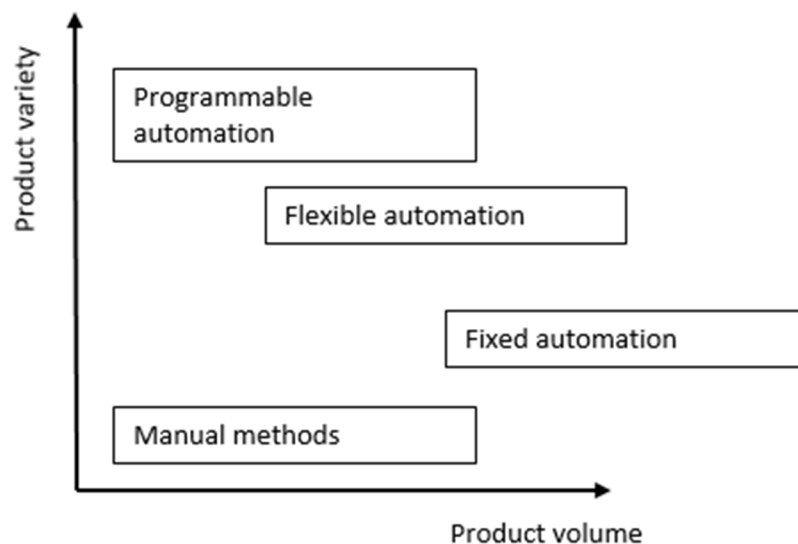 Product variety
Programmable
automation
Flexible automation
Fixed automation
Manual methods
Product volume